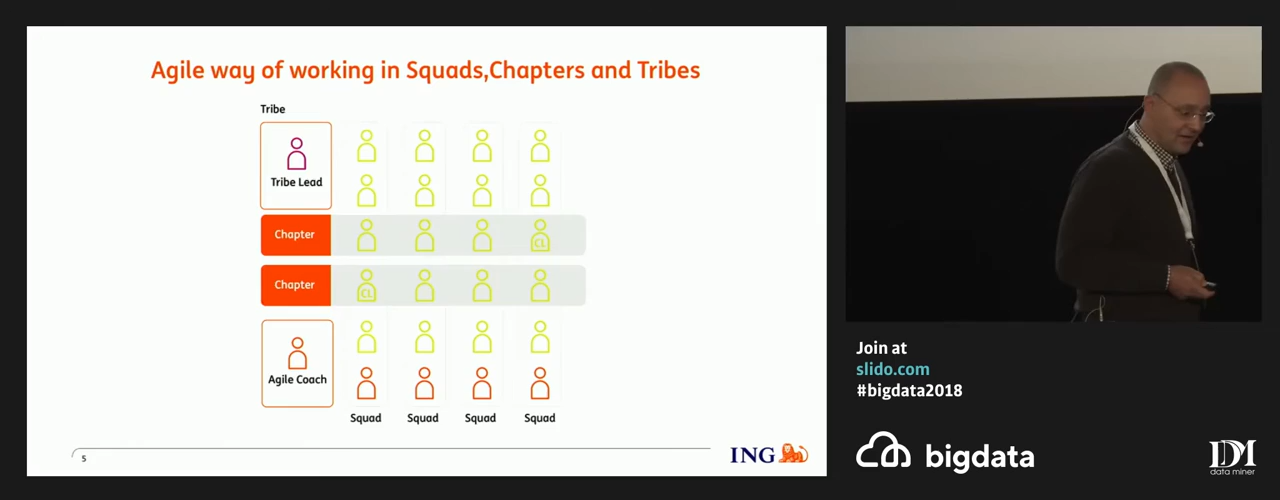 Agile way of working in Squads,Chapters and Tribes
Tribe
Tribe Lead
Chapter
CL
Chapter
CL
Agile Coach
Squad
Squad
Squad
Squad
5
ING
Join at
slido.com
#bigdata2018
bigdata
DM
data miner